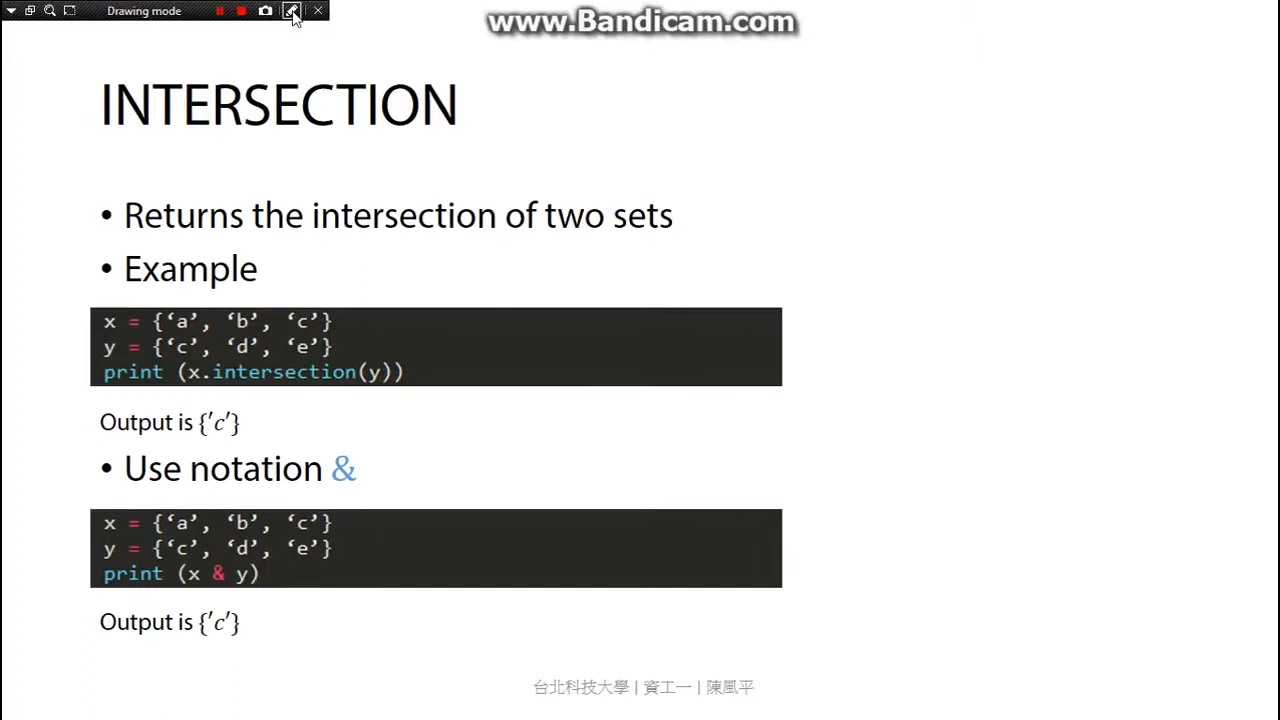 Drawing mode
www.Bandicam.com
INTERSECTION
• Returns the intersection of two sets
• Example
x = {‘a’, ‘b’, ‘c’}
y = {‘c’, ‘d’, ‘e’}
print (x.intersection(y))
Output is {′c′}
• Use notation &
x = {‘a’, ‘b’, ‘c’}
y = {‘c’, ‘d’, ‘e’}
print (x & y)
Output is {′c′}
台北科技大學 | 資工一 | 陳風平